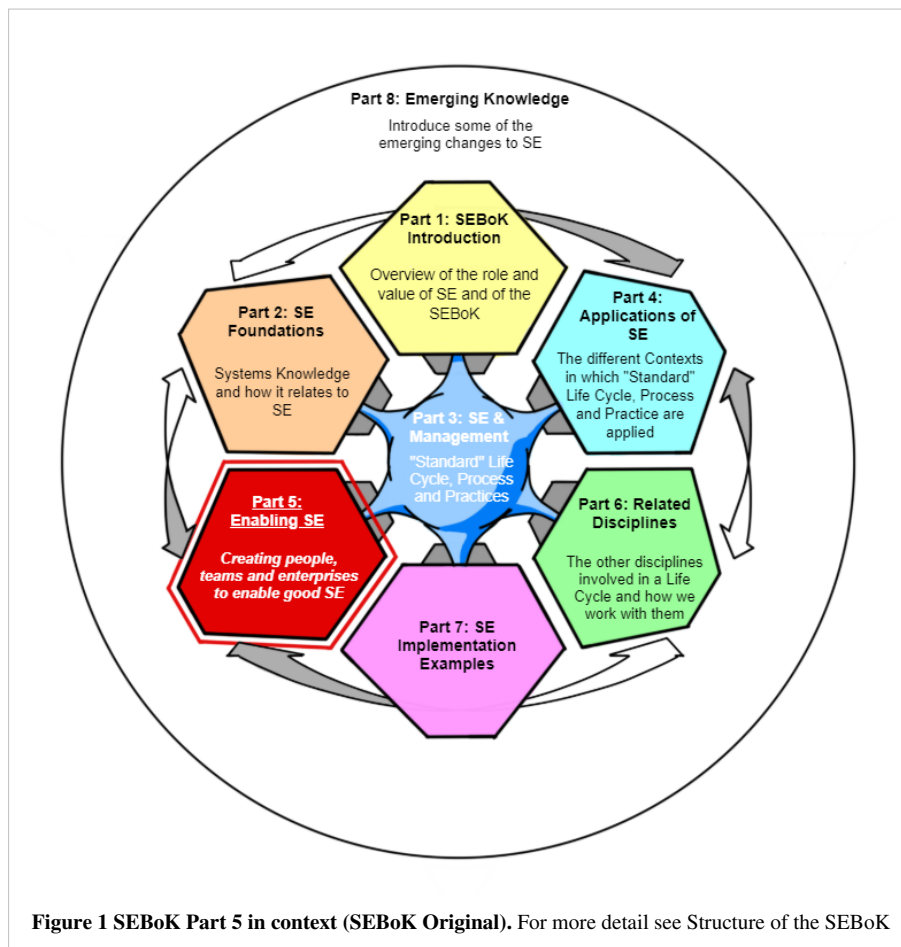 Part 8: Emerging Knowledge
Introduce some of the
emerging changes to SE
Part 1: SEBoK
Introduction
Overview of the role and
value of SE and of the
SEBoK
Part 2: SE
Foundations
Systems Knowledge
and how it relates to
SE
Part 4:
Applications of
SE
The different Contexts
in which "Standard"
Life Cycle, Process
and Practice are
applied
Part 3: SE &
Management
"Standard" Life
Cycle, Process
and Practices
Part 5:
Enabling SE
Creating people,
teams and enterprises
to enable good SE
Part 6: Related
Disciplines
The other disciplines
involved in a Life
Cycle and how we
work with them
Part 7: SE
Implementation
Examples
Figure 1 SEBoK Part 5 in context (SEBoK Original). For more detail see Structure of the SEBoK